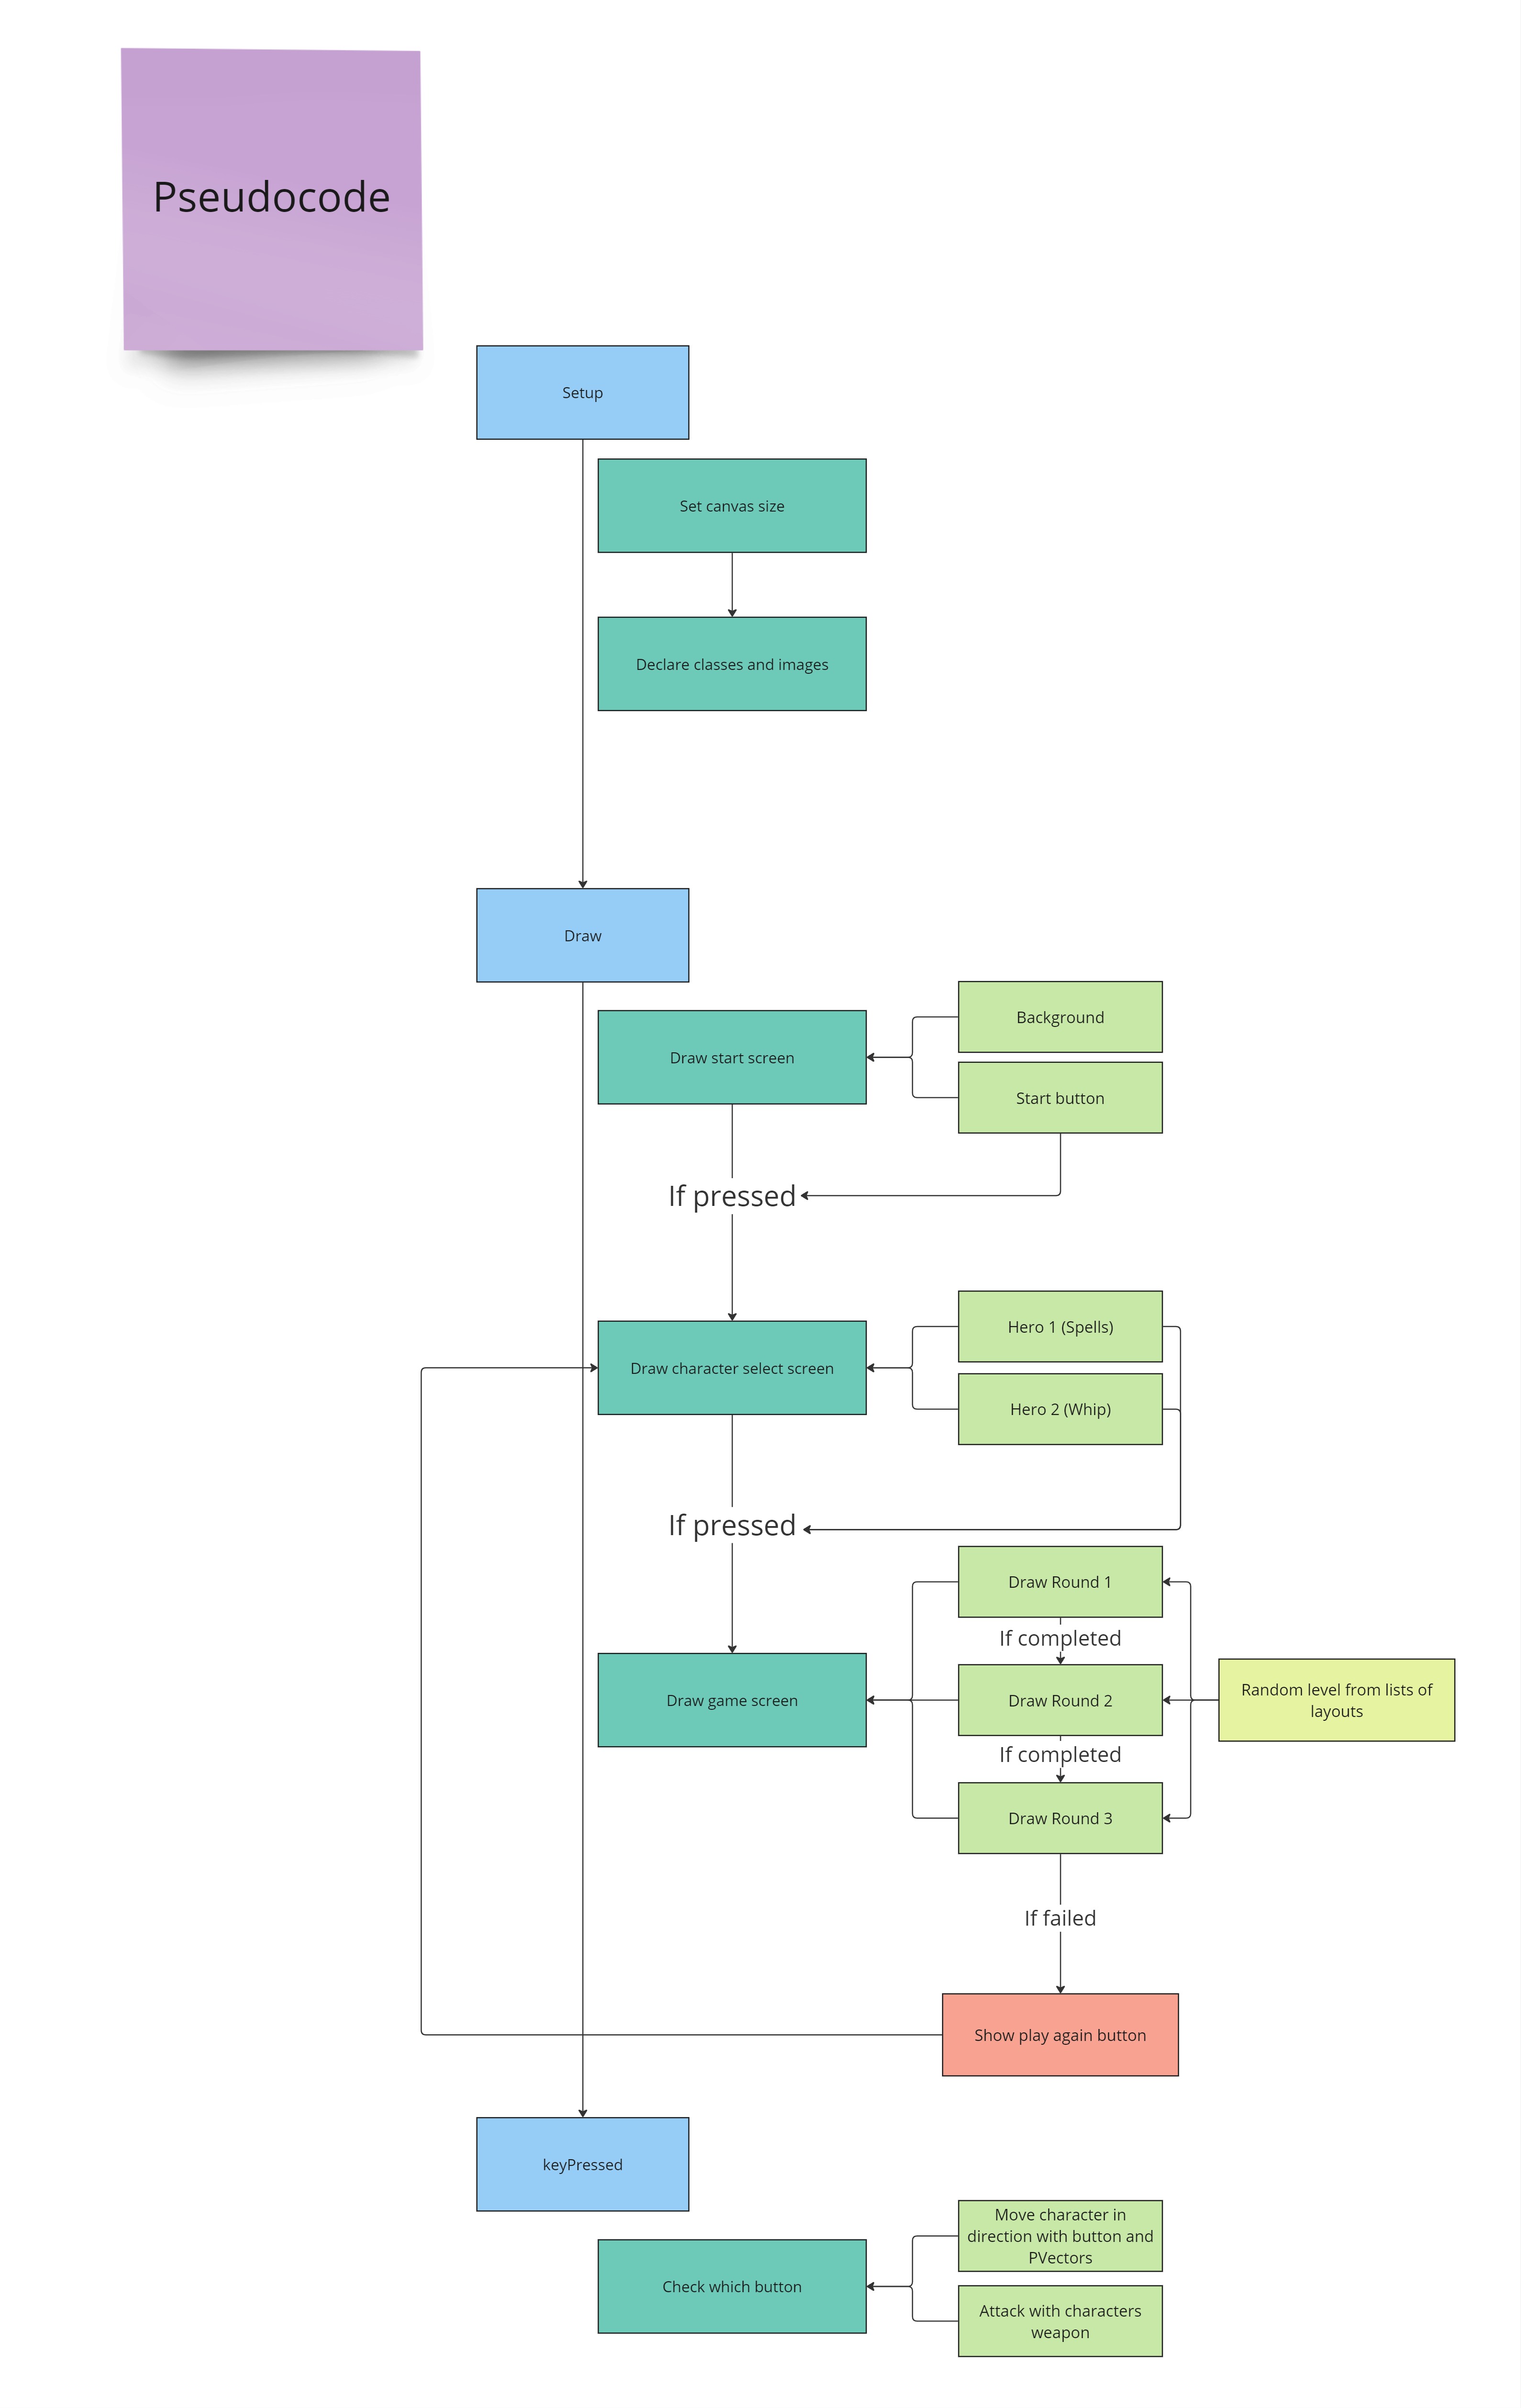 Pseudocode
Setup
Set canvas size
Declare classes and images
Draw
Background
Draw start screen
Start button
If pressed
Hero 1 (Spells)
Draw character select screen
Hero 2 (Whip)
If pressed
Draw Round 1
If completed
Draw game screen
Draw Round 2
Random level from lists of
layouts
If completed
Draw Round 3
If failed
Show play again button
keyPressed
Move character in
direction with button and
PVectors
Check which button
Attack with characters
weapon